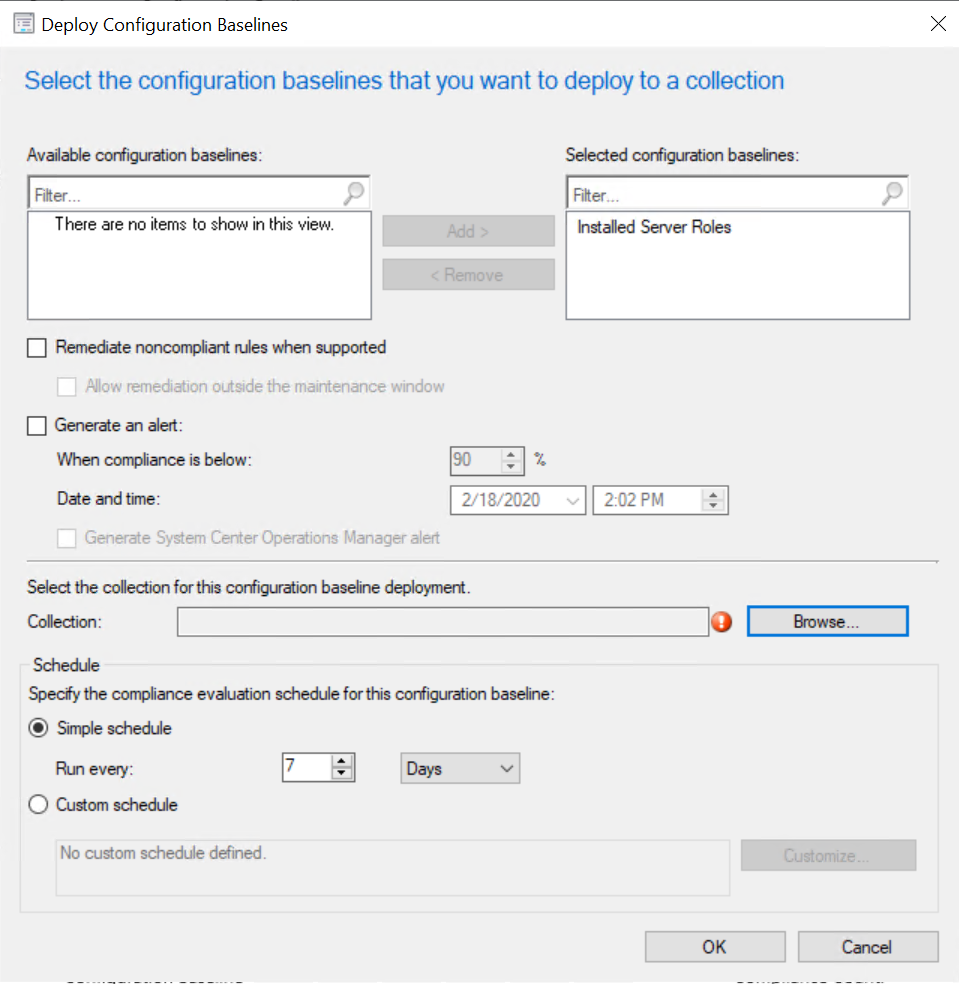 Deploy Configuration Baselines
Select the configuration baselines that you want to deploy to a collection
Available configuration baselines:
Selected configuration baselines:
Filter...
Filter...
There are no items to show in this view.
Installed Server Roles
Add >
< Remove
Remediate noncompliant rules when supported
Allow remediation outside the maintenance window
Generate an alert:
When compliance is below:
90
%
Date and time:
2/18/2020
2:02 PM
Generate System Center Operations Manager alert
Select the collection for this configuration baseline deployment.
Collection:
Browse...
Schedule
Specify the compliance evaluation schedule for this configuration baseline:
Simple schedule
Run every:
7
Days
Custom schedule
No custom schedule defined.
Customize...
OK
Cancel